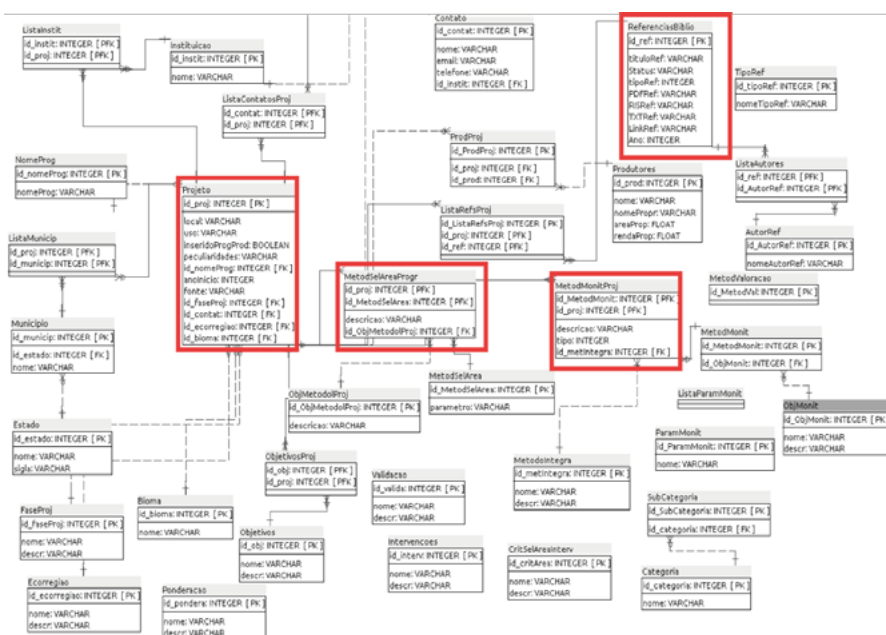 ListaInstit
id_instit: INTEGER [PFK]
id_proj: INTEGER [PFK]
Instituicao
id_instit: INTEGER [PK]
nome: VARCHAR
ListaContatosProj
id_contat: INTEGER [PFK]
id_proj: INTEGER [PFK]
Contato
id_contat: INTEGER [PK]
nome: VARCHAR
email: VARCHAR
telefone: VARCHAR
id_instit: INTEGER [FK]
ReferenciasBiblio
id_ref: INTEGER [PK]
tituloRef: VARCHAR
Status: VARCHAR
tipoRef: INTEGER
PDFRef: VARCHAR
RISRef: VARCHAR
TXTRef: VARCHAR
LinkRef: VARCHAR
Ano: INTEGER
TipoRef
id_tipoRef: INTEGER [PK]
nomeTipoRef: VARCHAR
NomeProg
id_nomeProg: INTEGER [PK]
nomeProg: VARCHAR
Projeto
id_proj: INTEGER [PK]
local: VARCHAR
uso: VARCHAR
inseridoProgProd: BOOLEAN
peculiaridades: VARCHAR
id_nomeProg: INTEGER [FK]
anoInicio: INTEGER
fonte: VARCHAR
id_faseProj: INTEGER [FK]
id_contat: INTEGER [FK]
id_ecorregiao: INTEGER [FK]
id_bioma: INTEGER [FK]
ProdProj
id_ProdProj: INTEGER [PK]
id_proj: INTEGER [FK]
id_prod: INTEGER [FK]
Produtores
id_prod: INTEGER [PK]
nome: VARCHAR
nomePropr: VARCHAR
areaProp: FLOAT
rendaProp: FLOAT
ListaAutores
id_ref: INTEGER [PFK]
id_AutorRef: INTEGER [PFK]
ListaRefsProj
id_ListaRefsProj: INTEGER [PK]
id_proj: INTEGER [PFK]
id_ref: INTEGER [PFK]
AutorRef
id_AutorRef: INTEGER [PK]
nomeAutorRef: VARCHAR
ListaMunicip
id_proj: INTEGER [PFK]
id_municip: INTEGER [PFK]
MetodSelAreaProgr
id_proj: INTEGER [PFK]
id_MetodSelArea: INTEGER [PFK]
descricao: VARCHAR
id_ObjMetodolProj: INTEGER [FK]
MetodMonitProj
id_MetodMonit: INTEGER [PFK]
id_proj: INTEGER [PFK]
descricao: VARCHAR
tipo: INTEGER
id_metIntegra: INTEGER [FK]
MetodValoracao
id_MetodVal: INTEGER [PK]
Municipio
id_municip: INTEGER [PK]
id_estado: INTEGER [FK]
nome: VARCHAR
MetodMonit
id_MetodMonit: INTEGER [PK]
id_ObjMonit: INTEGER [FK]
MetodSelArea
id_MetodSelArea: INTEGER [PK]
parametro: VARCHAR
ObjMetodolProj
id_ObjMetodolProj: INTEGER [PK]
descricao: VARCHAR
ListaParamMonit
ObjMonit
id_ObjMonit: INTEGER [PK]
nome: VARCHAR
descr: VARCHAR
Estado
id_estado: INTEGER [PK]
nome: VARCHAR
sigla: VARCHAR
ParamMonit
id_ParamMonit: INTEGER [PK]
nome: VARCHAR
ObjetivosProj
id_obj: INTEGER [PFK]
id_proj: INTEGER [PFK]
MetodoIntegra
id_metIntegra: INTEGER [PK]
nome: VARCHAR
descr: VARCHAR
Validacao
id_valida: INTEGER [PK]
nome: VARCHAR
descr: VARCHAR
Bioma
id_bioma: INTEGER [PK]
nome: VARCHAR
SubCategoria
id_SubCategoria: INTEGER [PK]
id_categoria: INTEGER [FK]
FaseProj
id_faseProj: INTEGER [PK]
nome: VARCHAR
descr: VARCHAR
Objetivos
id_obj: INTEGER [PK]
nome: VARCHAR
descr: VARCHAR
Intervencoes
id_interv: INTEGER [PK]
nome: VARCHAR
descr: VARCHAR
CritSelAreaInterv
id_critArea: INTEGER [PK]
nome: VARCHAR
descr: VARCHAR
Categoria
id_categoria: INTEGER [PK]
nome: VARCHAR
Ecorregiao
id_ecorregiao: INTEGER [PK]
nome: VARCHAR
descr: VARCHAR
Ponderacao
id_pondera: INTEGER [PK]
nome: VARCHAR
descr: VARCHAR